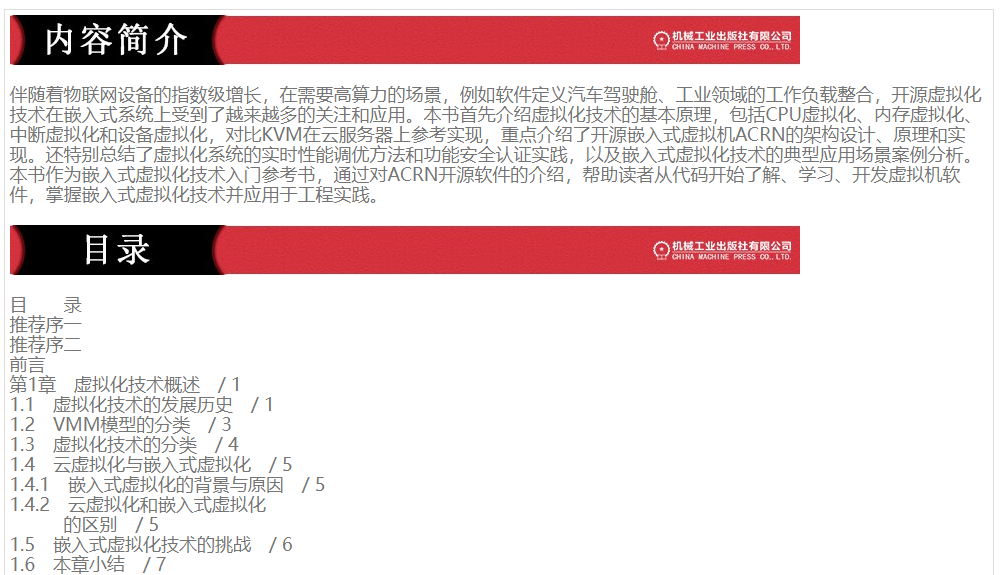 内容简介
机械工业出版社有限公司
CHINA MACHINE PRESS CO.,LTD.
伴随着物联网设备的指数级增长，在需要高算力的场景，例如软件定义汽车驾驶舱、工业领域的工作负载整合，开源虚拟化
技术在嵌入式系统上受到了越来越多的关注和应用。本书首先介绍虚拟化技术的基本原理，包括CPU虚拟化、内存虚拟化、
中断虚拟化和设备虚拟化，对比KVM在云服务器上参考实现，重点介绍了开源嵌入式虚拟机ACRN的架构设计、原理和实
现。还特别总结了虚拟化系统的实时性能调优方法和功能安全认证实践，以及嵌入式虚拟化技术的典型应用场景案例分析。
本书作为嵌入式虚拟化技术入门参考书，通过对ACRN开源软件的介绍，帮助读者从代码开始了解、学习、开发虚拟机软
件，掌握嵌入式虚拟化技术并应用于工程实践。
目录
机械工业出版社有限公司
CHINA MACHINE PRESS CO.,LTD.
目　　录
推荐序一
推荐序二
前言
第1章　虚拟化技术概述　/ 1
1.1　虚拟化技术的发展历史　/ 1
1.2　VMM模型的分类　/ 3
1.3　虚拟化技术的分类　/ 4
1.4　云虚拟化与嵌入式虚拟化　/ 5
1.4.1　嵌入式虚拟化的背景与原因　/ 5
1.4.2　云虚拟化和嵌入式虚拟化
的区别　/ 5
1.5　嵌入式虚拟化技术的挑战　/ 6
1.6　本章小结　/ 7